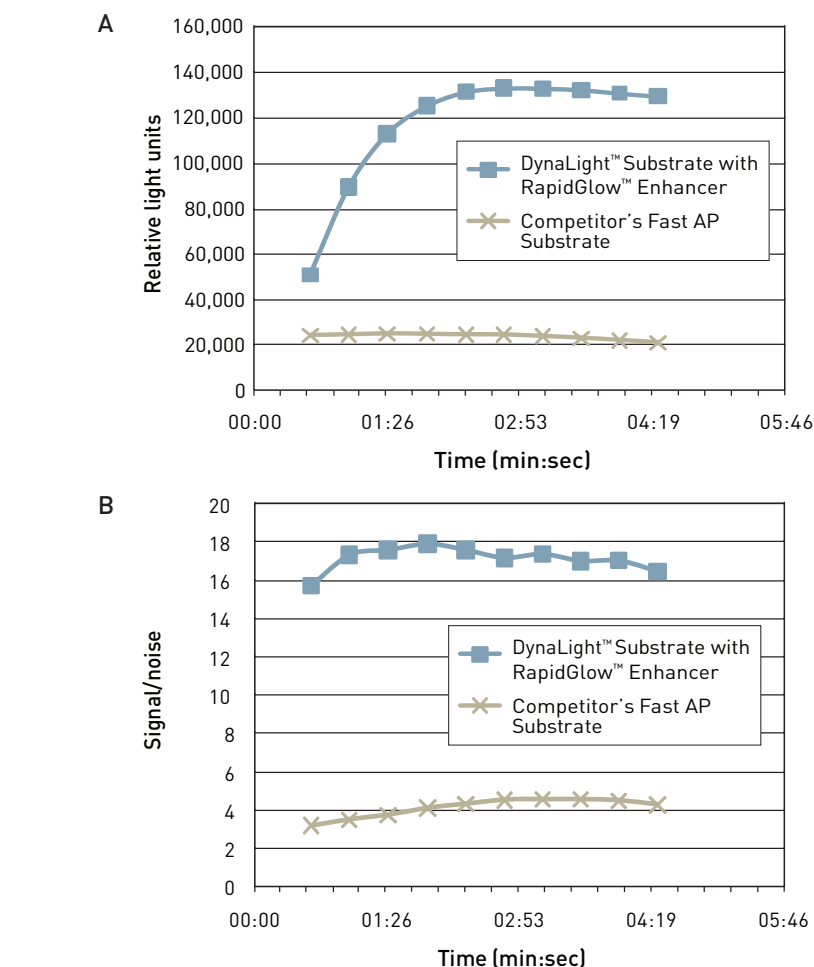 A
160,000
140,000
120,000
100,000
80,000
60,000
40,000
20,000
0
Relative light units
DynaLight™ Substrate with
RapidGlow™ Enhancer
Competitor's Fast AP
Substrate
00:00 01:26 02:53 04:19 05:46
Time (min:sec)
B
20
18
16
14
12
10
8
6
4
2
0
Signal/noise
DynaLight™ Substrate with
RapidGlow™ Enhancer
Competitor's Fast AP
Substrate
00:00 01:26 02:53 04:19 05:46
Time (min:sec)